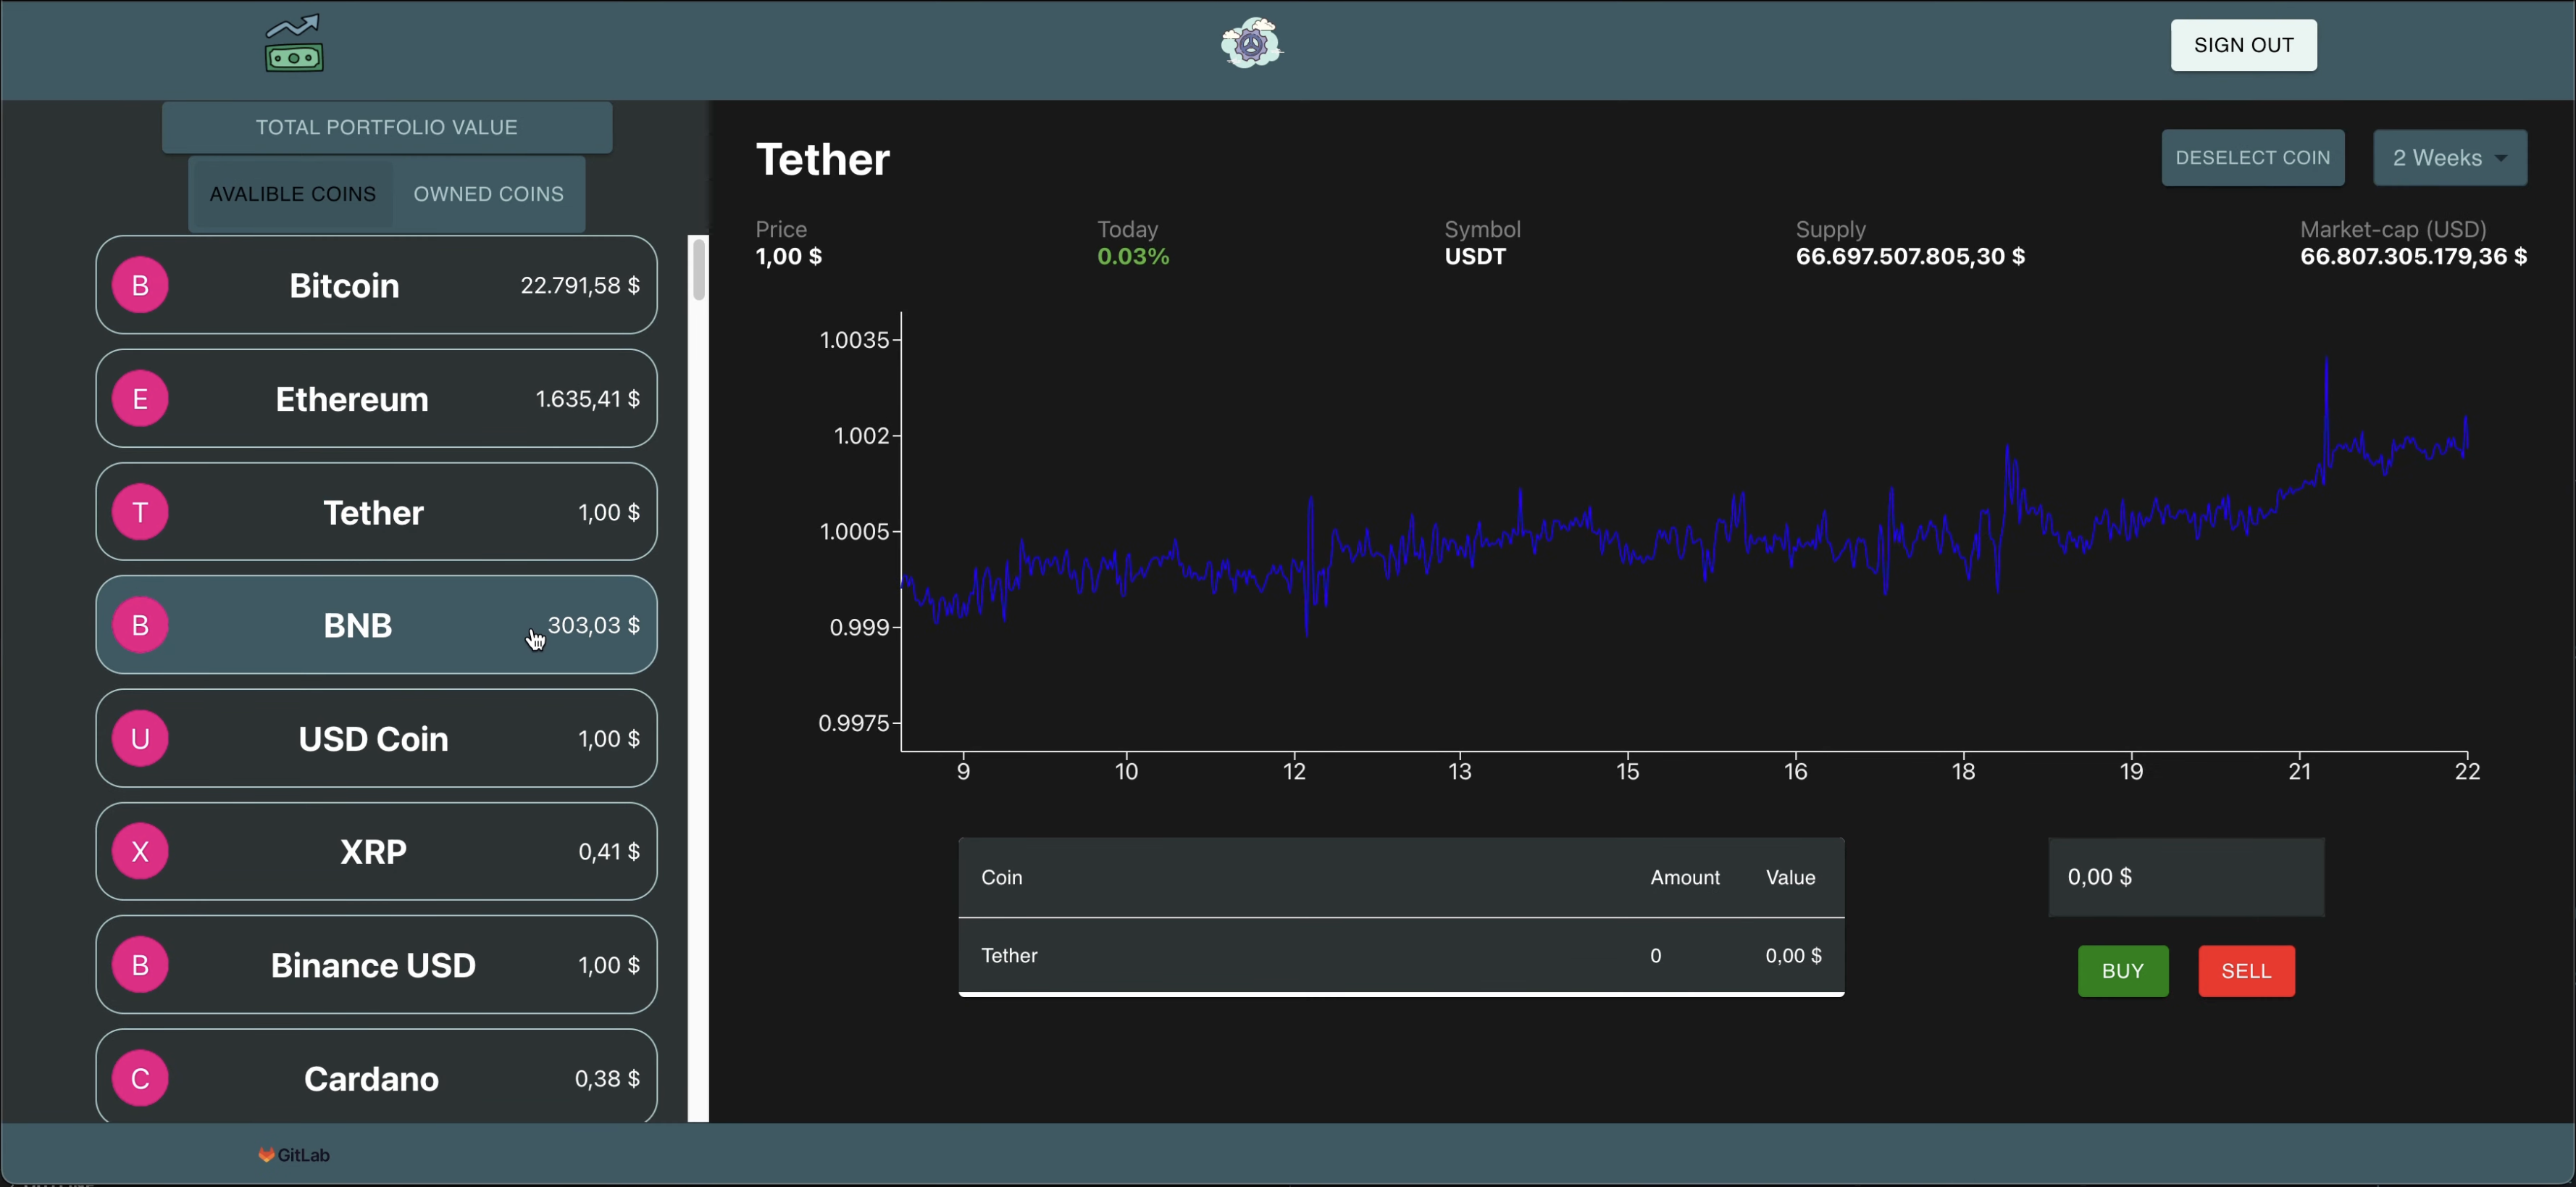 SIGN OUT
TOTAL PORTFOLIO VALUE
AVALIBLE COINS OWNED COINS
B Bitcoin 22.791,58 $
E Ethereum 1.635,41 $
T Tether 1,00 $
B BNB 303,03 $
U USD Coin 1,00 $
X XRP 0,41 $
B Binance USD 1,00 $
C Cardano 0,38 $
Tether
DESELECT COIN 2 Weeks
Price Today Symbol Supply Market-cap (USD)
1,00 $ 0.03% USDT 66.697.507.805,30 $ 66.807.305.179,36 $
1.0035
1.002
1.0005
0.999
0.9975
9 10 12 13 15 16 18 19 21 22
Coin Amount Value
Tether 0 0,00 $
0,00 $
BUY SELL
GitLab